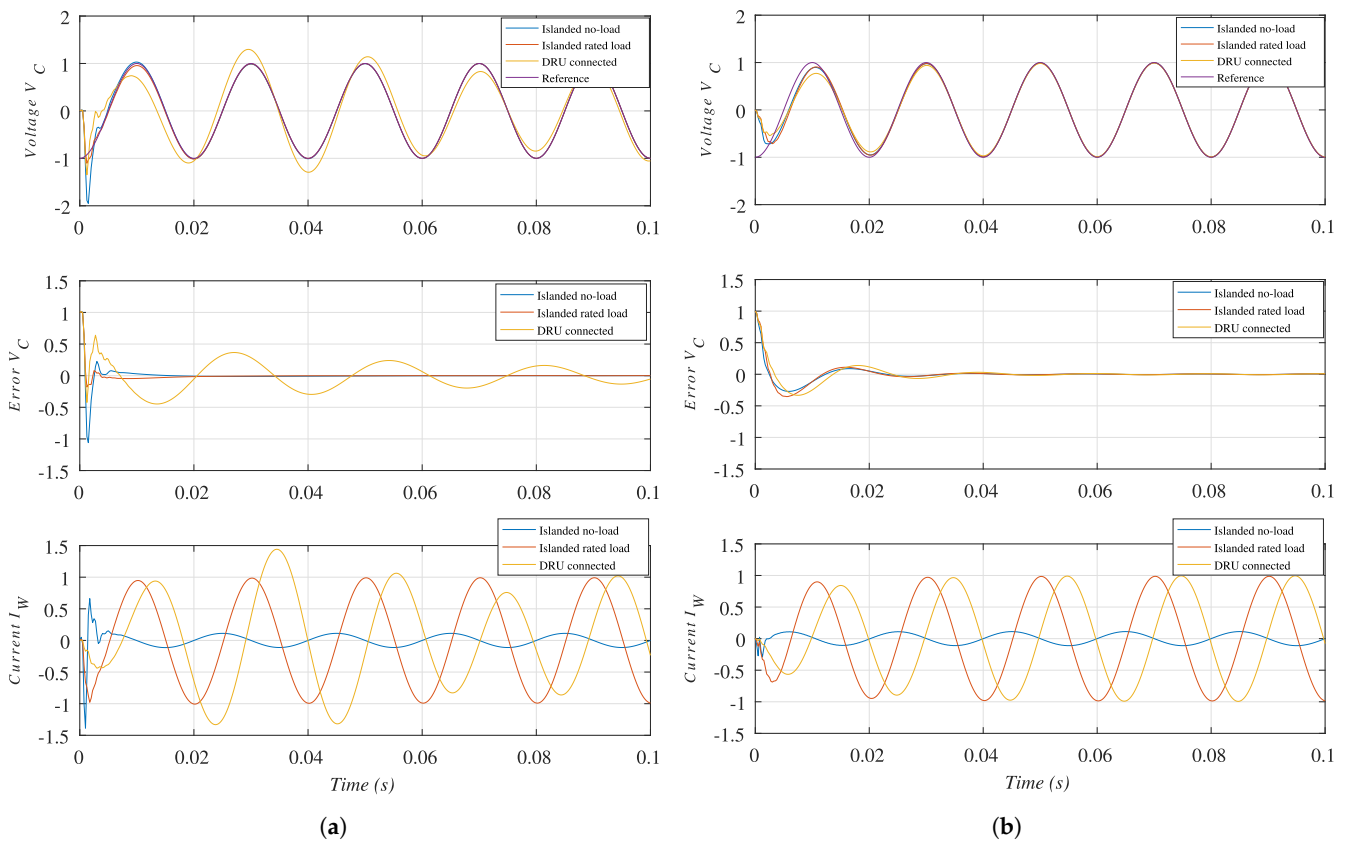 2
1
0
-1
-2
Voltage V C
0
0.02
0.04
0.06
0.08
0.1
Islanded no-load
Islanded rated load
DRU connected
Reference
1.5
1
0.5
0
-0.5
-1
-1.5
Error V C
0
0.02
0.04
0.06
0.08
0.1
Islanded no-load
Islanded rated load
DRU connected
1.5
1
0.5
0
-0.5
-1
-1.5
Current I W
0
0.02
0.04
0.06
0.08
0.1
Islanded no-load
Islanded rated load
DRU connected
Time (s)
(a)
2
1
0
-1
2
Voltage V C
0
0.02
0.04
0.06
0.08
0.1
Islanded no-load
Islanded rated load
DRU connected
Reference
1.5
1
0.5
0
-0.5
-1
-1.5
Error V C
0
0.02
0.04
0.06
0.08
0.1
Islanded no-load
Islanded rated load
DRU connected
1.5
1
0.5
0
-0.5
-1
-1.5
Current I W
0
0.02
0.04
0.06
0.08
0.1
Islanded no-load
Islanded rated load
DRU connected
Time (s)
(b)